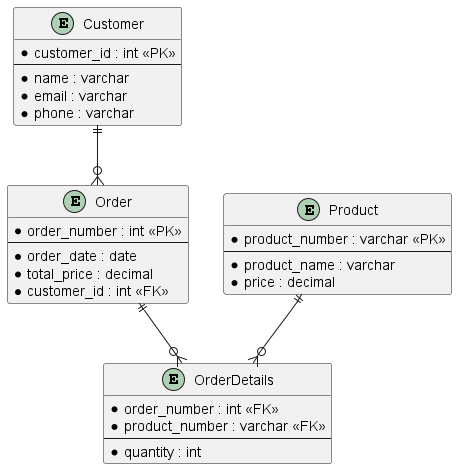 E Customer
customer_id : int «PK»
name : varchar
email : varchar
phone : varchar
E Order
order_number : int «PK»
order_date : date
total_price : decimal
customer_id : int «FK»
E Product
product_number : varchar «PK»
product_name : varchar
price : decimal
E OrderDetails
order_number : int «FK»
product_number : varchar «FK»
quantity : int